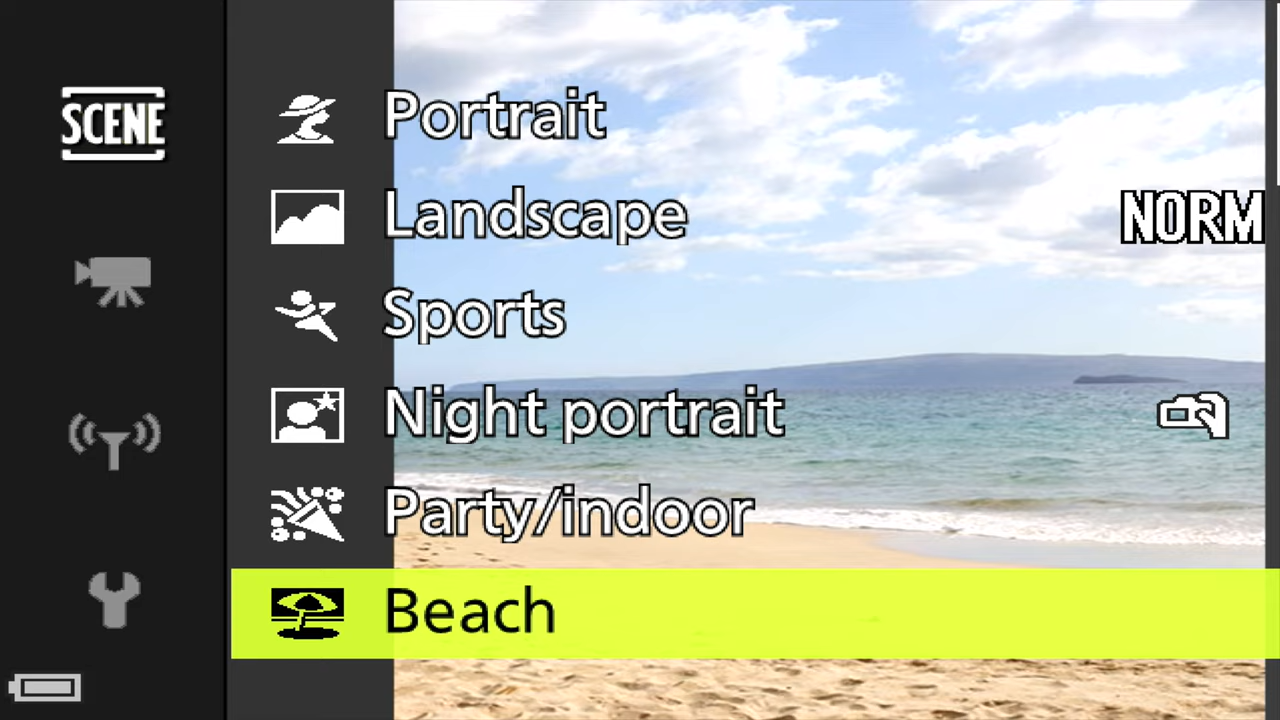 SCENE
Portrait
Landscape
NORM
Sports
Night portrait
Party/indoor
Beach